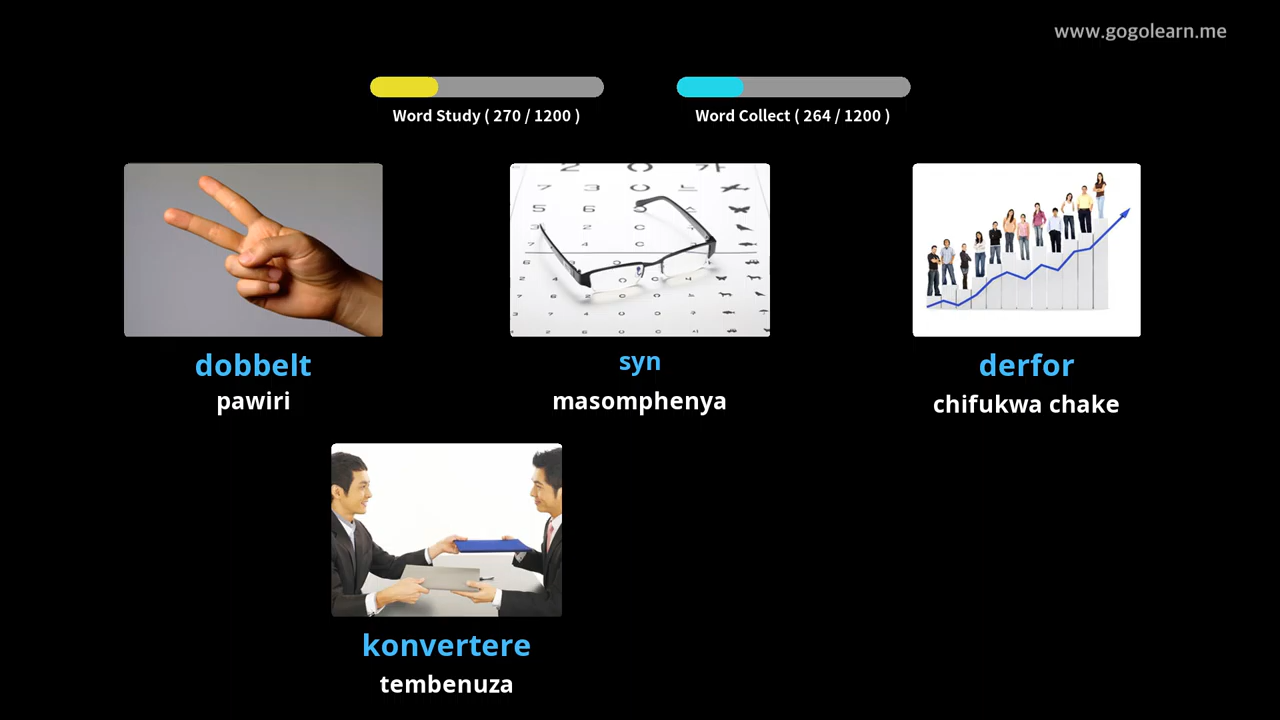 www.gogolearn.me
Word Study ( 270 / 1200 )
Word Collect ( 264 / 1200 )
dobbelt
pawiri
syn
masomphenya
derfor
chifukwa chake
konvertere
tembenuza